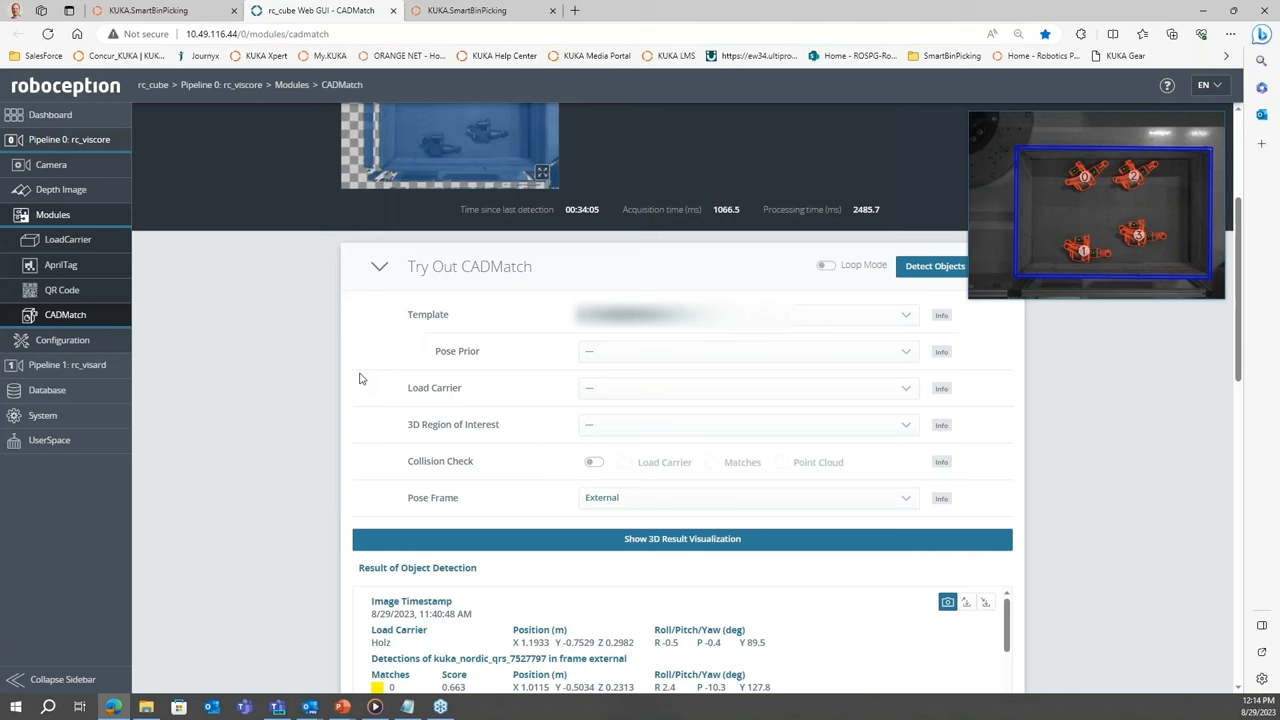 KUKA.SmartBinPicking
rc_cube Web GUI - CADMatch
KUKA.SmartBinPicking
Not secure 10.49.116.44/0/modules/cadmatch
SalesForce Concur_KUKA | KUK... Journyx KUKA Xpert My.KUKA ORANGE NET - Hom... KUKA Help Center KUKA Media Portal KUKA LMS https://ew34.ultipro... Home - ROSPG-Rob... SmartBinPicking Home - Robotics P... KUKA Gear
roboception
rc_cube > Pipeline 0: rc_viscore > Modules > CADMatch
EN
Dashboard
0 Pipeline 0: rc_viscore
Camera
Depth Image
Modules
LoadCarrier
AprilTag
QR Code
CADMatch
Configuration
1 Pipeline 1: rc_visard
Database
System
UserSpace
Collapse Sidebar
0
2
3
1
Time since last detection 00:34:05 Acquisition time (ms) 1066.5 Processing time (ms) 2485.7
Try Out CADMatch
Loop Mode
Detect Objects
Template
Info
Pose Prior --- Info
Load Carrier --- Info
3D Region of Interest --- Info
Collision Check Load Carrier Matches Point Cloud Info
Pose Frame External Info
Show 3D Result Visualization
Result of Object Detection
Image Timestamp
8/29/2023, 11:40:48 AM
Load Carrier Position (m) Roll/Pitch/Yaw (deg)
Holz X 1.1933 Y -0.7529 Z 0.2982 R -0.5 P -0.4 Y 89.5
Detections of kuka_nordic_qrs_7527797 in frame external
Matches Score Position (m) Roll/Pitch/Yaw (deg)
0 0.663 X 1.0115 Y -0.5034 Z 0.2313 R 2.4 P -10.3 Y 127.8
12:14 PM
8/29/2023